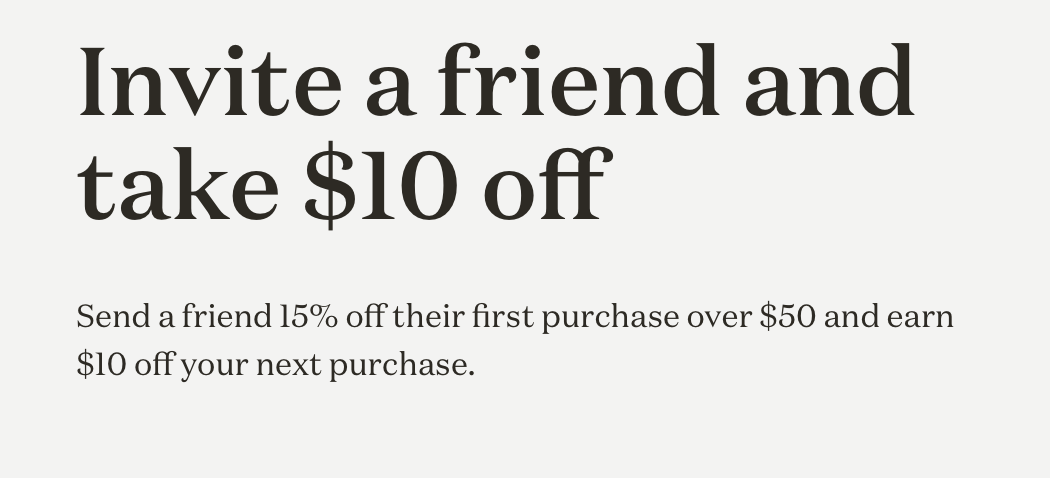 Invite a friend and
take $10 off
Send a friend 15% off their first purchase over $50 and earn
$10 off your next purchase.